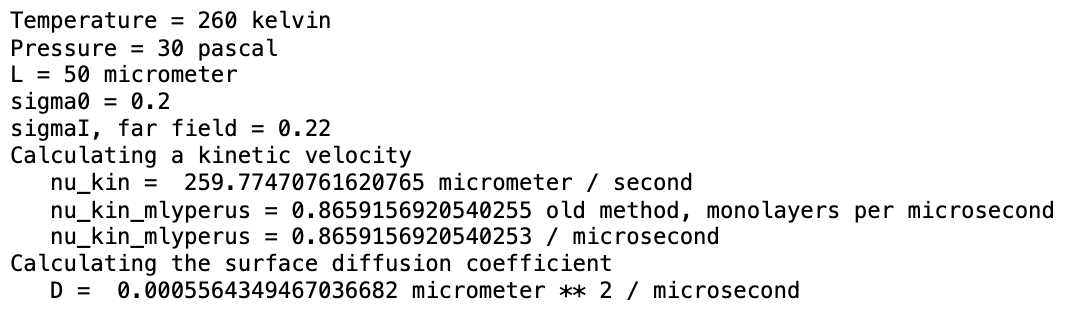 Temperature = 260 kelvin
Pressure = 30 pascal
L = 50 micrometer
sigma0 = 0.2
sigmaI, far field = 0.22
Calculating a kinetic velocity
   nu_kin =  259.77470761620765 micrometer / second
   nu_kin_mlyperus = 0.8659156920540255 old method, monolayers per microsecond
   nu_kin_mlyperus = 0.8659156920540253 / microsecond
Calculating the surface diffusion coefficient
   D =  0.0005564349467036682 micrometer ** 2 / microsecond